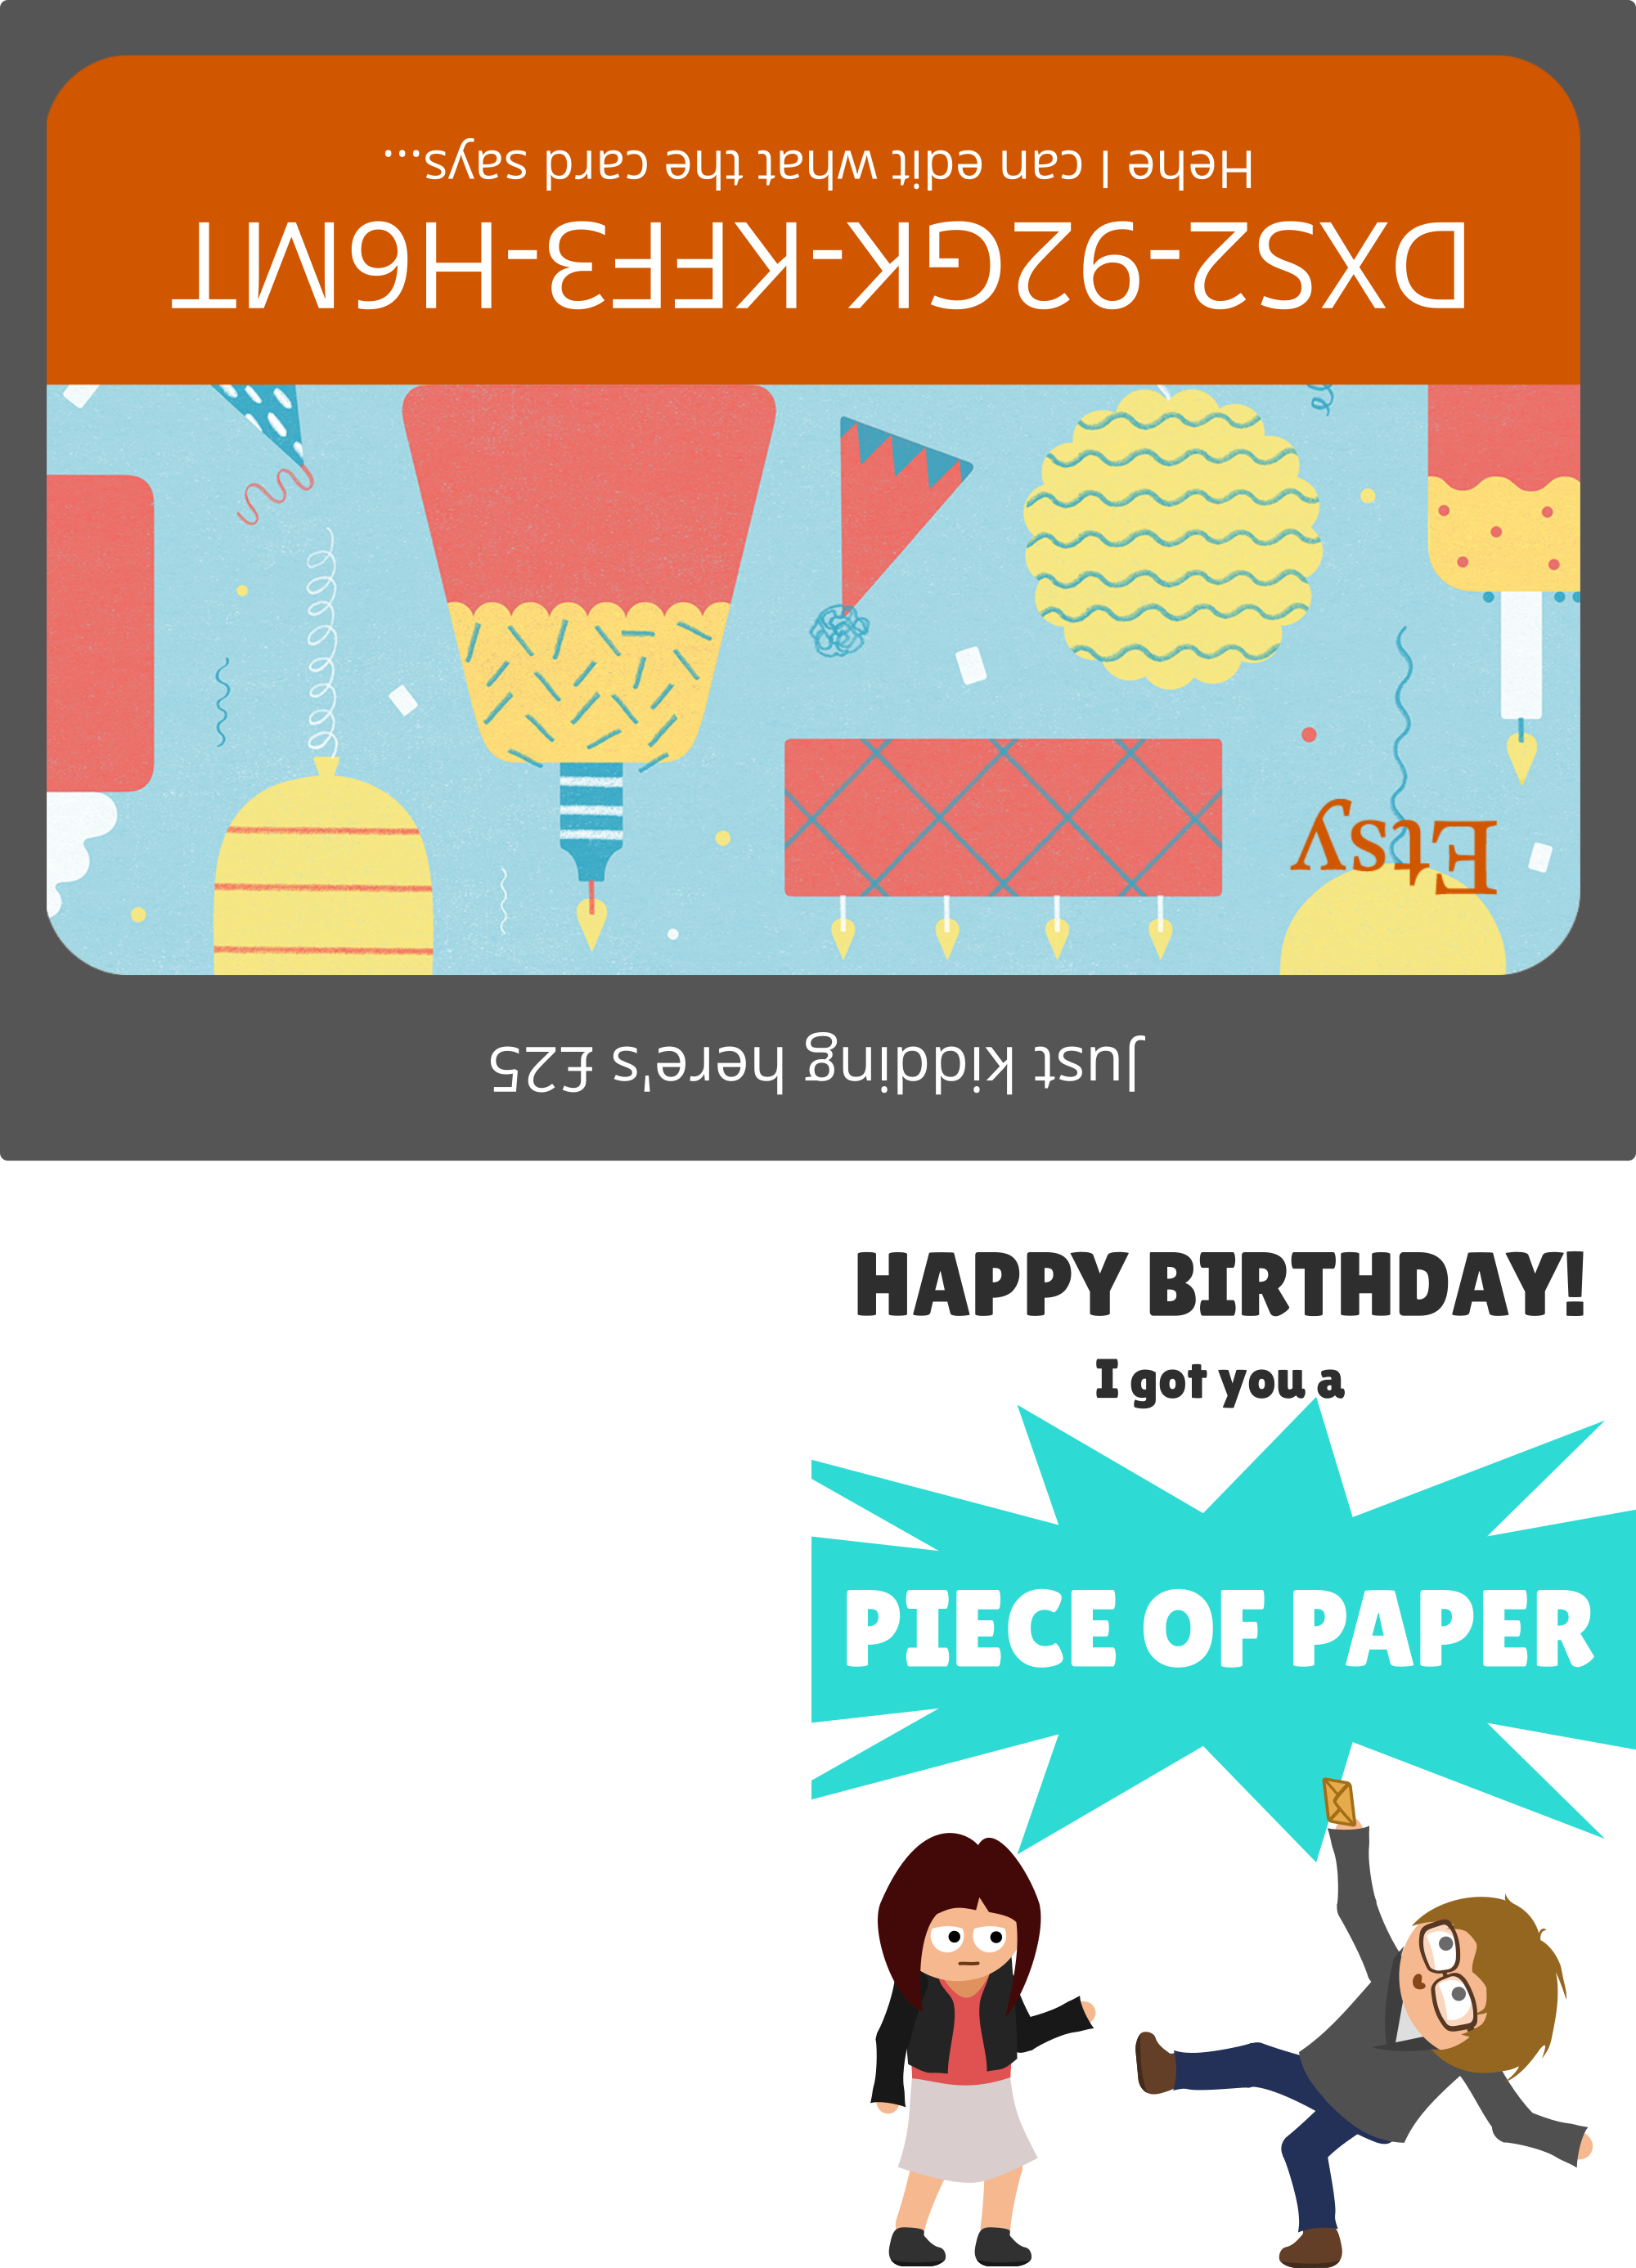 Just kidding here's £25
Etsy
DXS2-92GK-KFF3-H6MT
Hehe I can edit what the card says...
HAPPY BIRTHDAY!
I got you a
PIECE OF PAPER